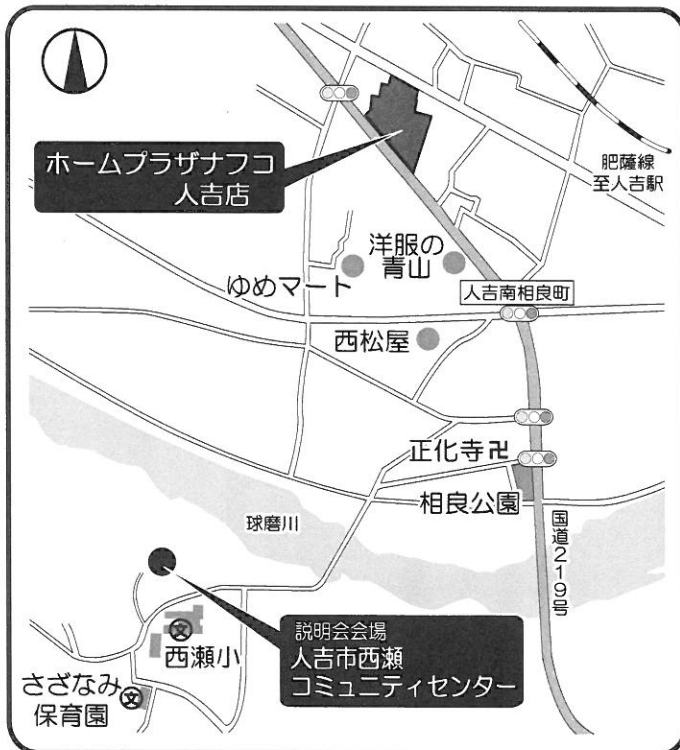 ホームプラザナフコ
人吉店
肥薩線
至人吉駅
洋服の
青山
ゆめマート
人吉南相良町
西松屋
正化寺卍
相良公園
球磨川
国道219号
説明会会場
人吉市西瀬
コミュニティセンター
文
西瀬小
さざなみ
保育園
文